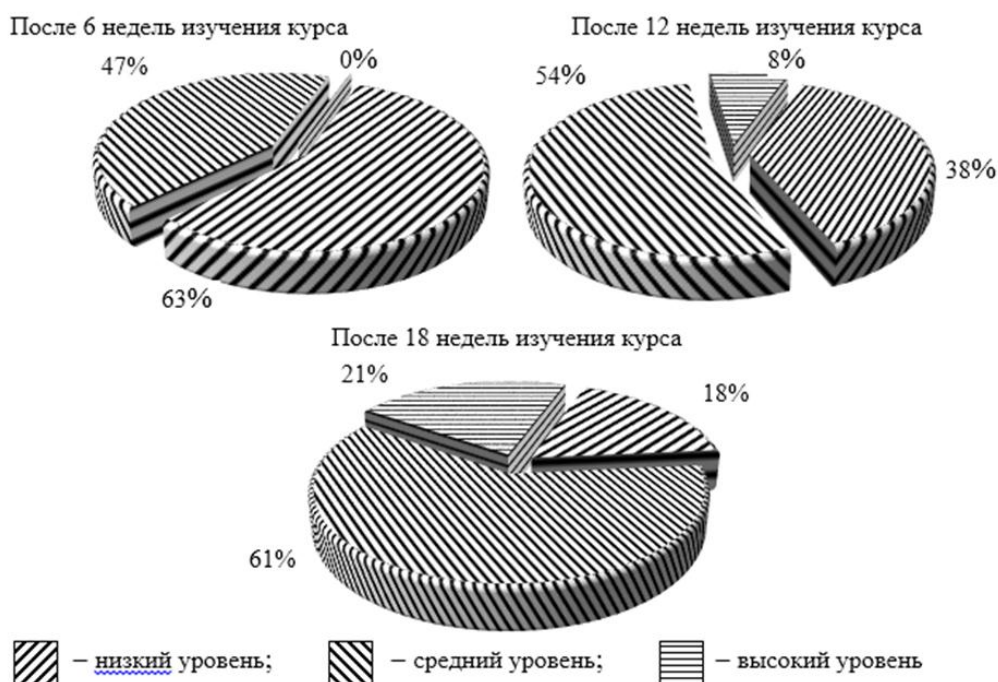 После 6 недель изучения курса
47%
0%
63%
После 12 недель изучения курса
54%
8%
38%
После 18 недель изучения курса
21%
18%
61%
– низкий уровень; – средний уровень; – высокий уровень